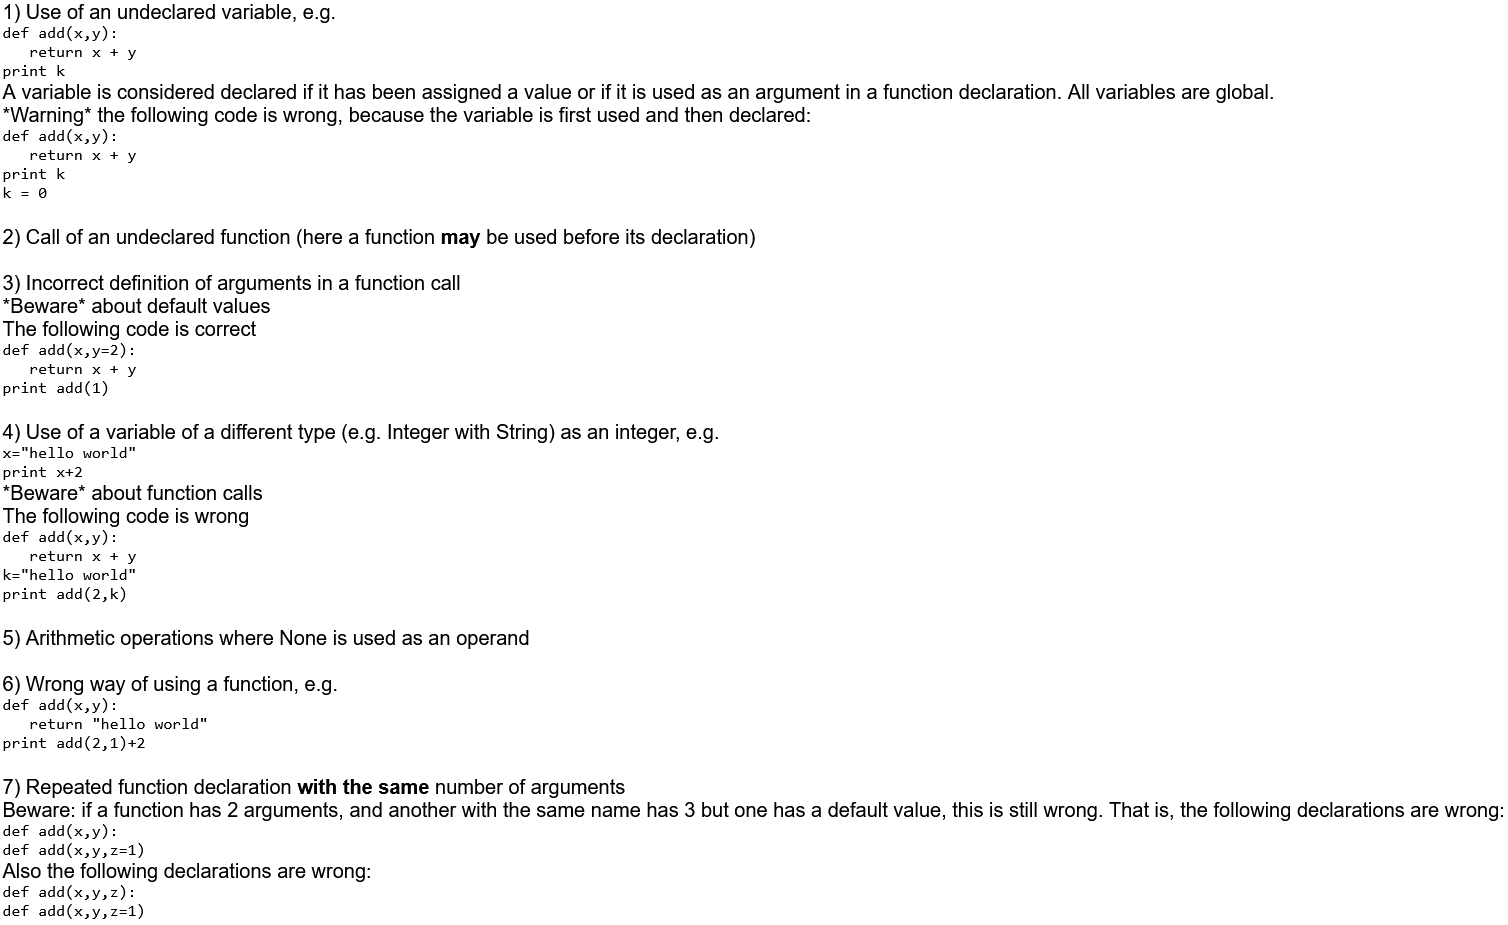 1) Use of an undeclared variable, e.g.
def add(x,y):
   return x + y
print k
A variable is considered declared if it has been assigned a value or if it is used as an argument in a function declaration. All variables are global.
*Warning* the following code is wrong, because the variable is first used and then declared:
def add(x,y):
   return x + y
print k
k = 0

2) Call of an undeclared function (here a function may be used before its declaration)

3) Incorrect definition of arguments in a function call
*Beware* about default values
The following code is correct
def add(x,y=2):
   return x + y
print add(1)

4) Use of a variable of a different type (e.g. Integer with String) as an integer, e.g.
x="hello world"
print x+2
*Beware* about function calls
The following code is wrong
def add(x,y):
   return x + y
k="hello world"
print add(2,k)

5) Arithmetic operations where None is used as an operand

6) Wrong way of using a function, e.g.
def add(x,y):
   return "hello world"
print add(2,1)+2

7) Repeated function declaration with the same number of arguments
Beware: if a function has 2 arguments, and another with the same name has 3 but one has a default value, this is still wrong. That is, the following declarations are wrong:
def add(x,y):
def add(x,y,z=1)
Also the following declarations are wrong:
def add(x,y,z):
def add(x,y,z=1)